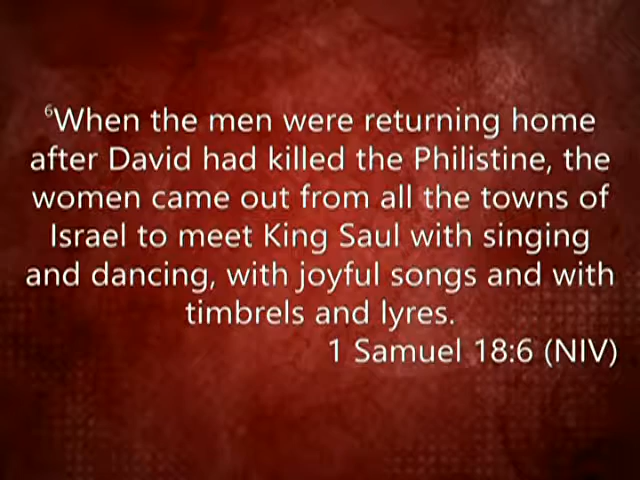 ⁶When the men were returning home
after David had killed the Philistine, the
women came out from all the towns of
Israel to meet King Saul with singing
and dancing, with joyful songs and with
timbrels and lyres.
1 Samuel 18:6 (NIV)